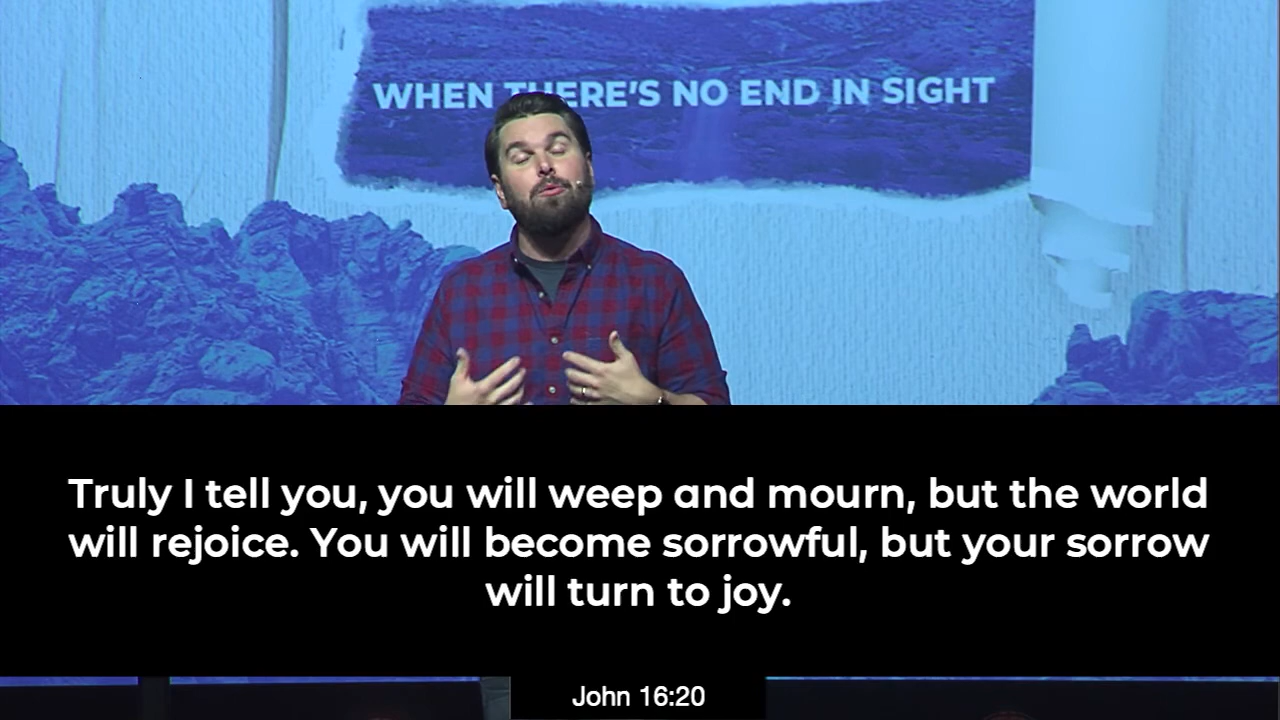 WHEN THERE'S NO END IN SIGHT
Truly I tell you, you will weep and mourn, but the world
will rejoice. You will become sorrowful, but your sorrow
will turn to joy.
John 16:20